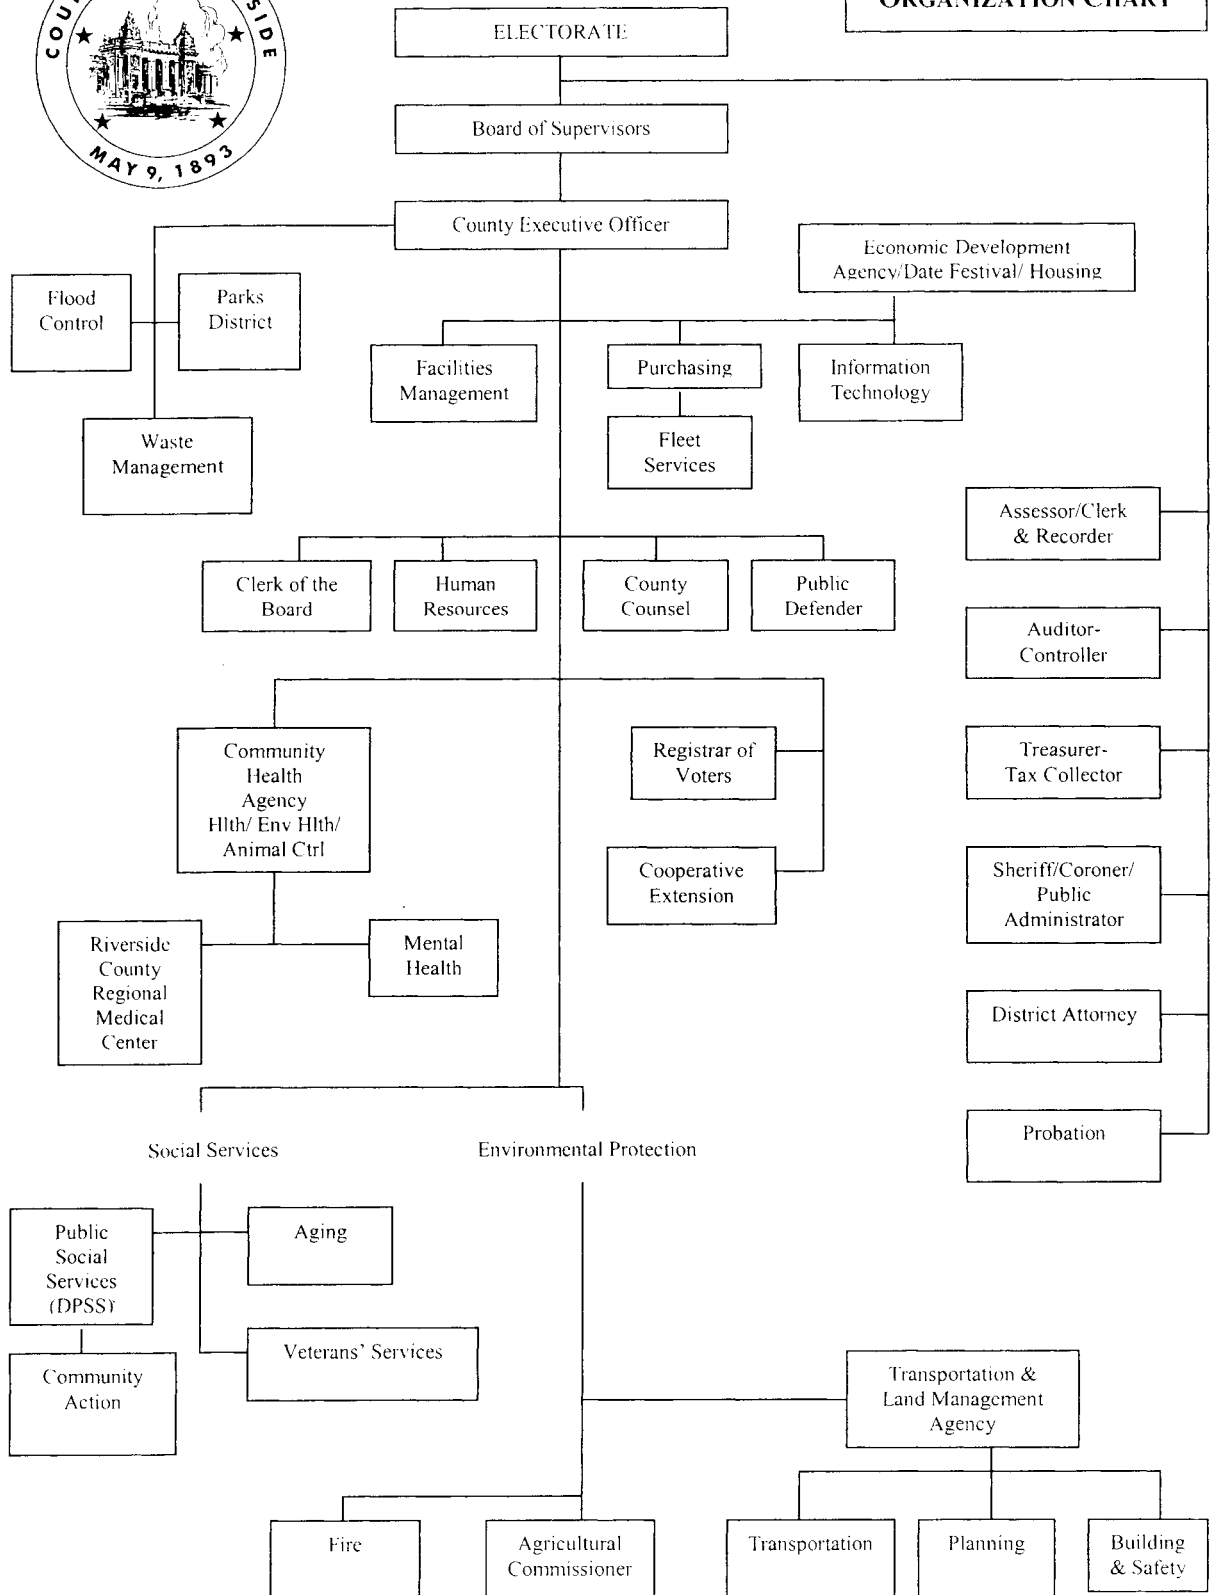 COU
SIDE
MAY 9, 1893
ORGANIZATION CHART
ELECTORATE
Board of Supervisors
County Executive Officer
Economic Development
Agency/Date Festival/ Housing
Flood
Control
Parks
District
Facilities
Management
Purchasing
Information
Technology
Waste
Management
Fleet
Services
Assessor/Clerk
& Recorder
Clerk of the
Board
Human
Resources
County
Counsel
Public
Defender
Auditor-
Controller
Community
Health
Agency
Hlth/ Env Hlth/
Animal Ctrl
Registrar of
Voters
Treasurer-
Tax Collector
Cooperative
Extension
Sheriff/Coroner/
Public
Administrator
Riverside
County
Regional
Medical
Center
Mental
Health
District Attorney
Probation
Social Services
Environmental Protection
Public
Social
Services
(DPSS)
Aging
Veterans' Services
Community
Action
Transportation &
Land Management
Agency
Fire
Agricultural
Commissioner
Transportation
Planning
Building
& Safety